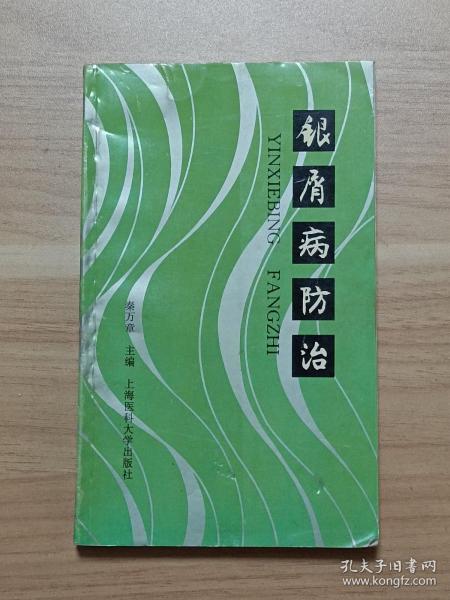 银屑病防治
YINXIEBING FANGZHI
秦万章 主编 上海医科大学出版社
孔夫子旧书网
www.kongfz.com